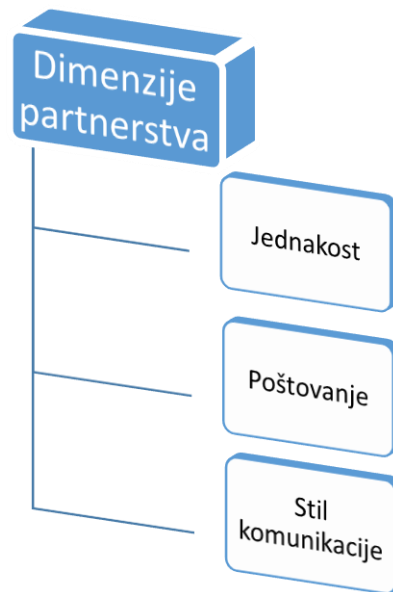 Dimenzije
partnerstva
Jednakost
Poštovanje
Stil
komunikacije